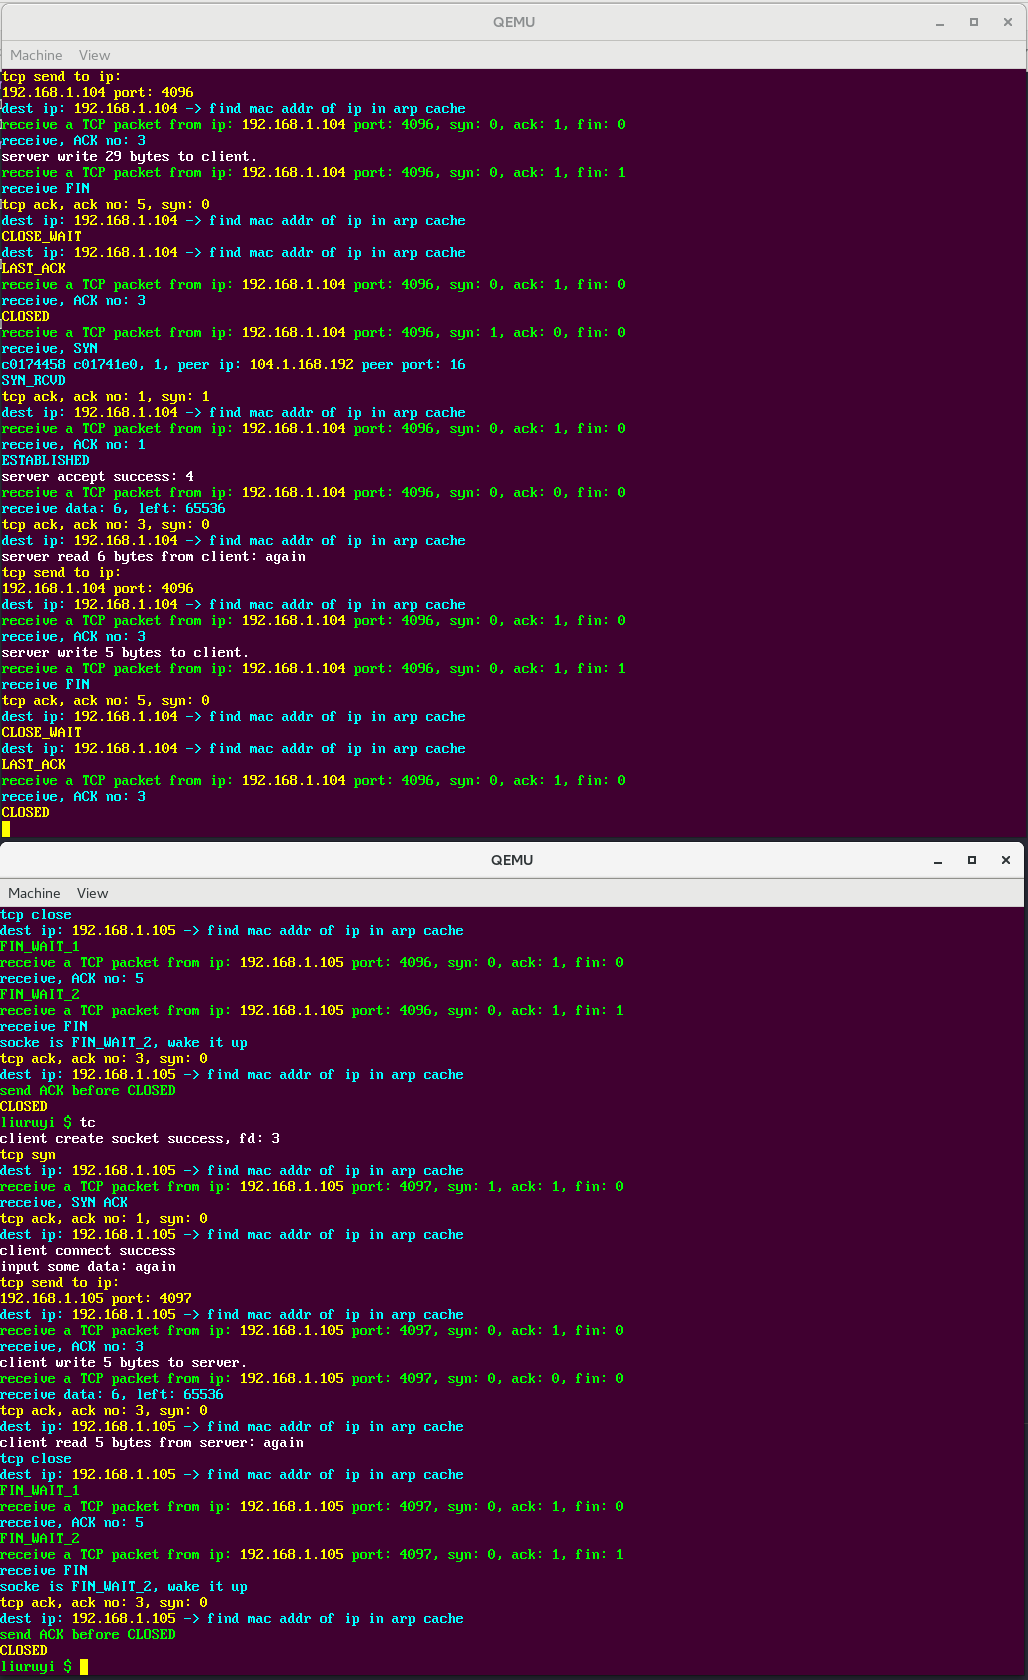 QEMU
Machine View
tcp send to ip:
192.168.1.104 port: 4096
dest ip: 192.168.1.104 -> find mac addr of ip in arp cache
receive a TCP packet from ip: 192.168.1.104 port: 4096, syn: 0, ack: 1, fin: 0
receive, ACK no: 3
server write 29 bytes to client.
receive a TCP packet from ip: 192.168.1.104 port: 4096, syn: 0, ack: 1, fin: 1
receive FIN
tcp ack, ack no: 5, syn: 0
dest ip: 192.168.1.104 -> find mac addr of ip in arp cache
CLOSE_WAIT
dest ip: 192.168.1.104 -> find mac addr of ip in arp cache
LAST_ACK
receive a TCP packet from ip: 192.168.1.104 port: 4096, syn: 0, ack: 1, fin: 0
receive, ACK no: 3
CLOSED
receive a TCP packet from ip: 192.168.1.104 port: 4096, syn: 1, ack: 0, fin: 0
receive, SYN
c0174458 c01741e0, 1, peer ip: 104.1.168.192 peer port: 16
SYN_RCVD
tcp ack, ack no: 1, syn: 1
dest ip: 192.168.1.104 -> find mac addr of ip in arp cache
receive a TCP packet from ip: 192.168.1.104 port: 4096, syn: 0, ack: 1, fin: 0
receive, ACK no: 1
ESTABLISHED
server accept success: 4
receive a TCP packet from ip: 192.168.1.104 port: 4096, syn: 0, ack: 0, fin: 0
receive data: 6, left: 65536
tcp ack, ack no: 3, syn: 0
dest ip: 192.168.1.104 -> find mac addr of ip in arp cache
server read 6 bytes from client: again
tcp send to ip:
192.168.1.104 port: 4096
dest ip: 192.168.1.104 -> find mac addr of ip in arp cache
receive a TCP packet from ip: 192.168.1.104 port: 4096, syn: 0, ack: 1, fin: 0
receive, ACK no: 3
server write 5 bytes to client.
receive a TCP packet from ip: 192.168.1.104 port: 4096, syn: 0, ack: 1, fin: 1
receive FIN
tcp ack, ack no: 5, syn: 0
dest ip: 192.168.1.104 -> find mac addr of ip in arp cache
CLOSE_WAIT
dest ip: 192.168.1.104 -> find mac addr of ip in arp cache
LAST_ACK
receive a TCP packet from ip: 192.168.1.104 port: 4096, syn: 0, ack: 1, fin: 0
receive, ACK no: 3
CLOSED
QEMU
Machine View
tcp close
dest ip: 192.168.1.105 -> find mac addr of ip in arp cache
FIN_WAIT_1
receive a TCP packet from ip: 192.168.1.105 port: 4096, syn: 0, ack: 1, fin: 0
receive, ACK no: 5
FIN_WAIT_2
receive a TCP packet from ip: 192.168.1.105 port: 4096, syn: 0, ack: 1, fin: 1
receive FIN
socke is FIN_WAIT_2, wake it up
tcp ack, ack no: 3, syn: 0
dest ip: 192.168.1.105 -> find mac addr of ip in arp cache
send ACK before CLOSED
CLOSED
liuruyi $ tc
client create socket success, fd: 3
tcp syn
dest ip: 192.168.1.105 -> find mac addr of ip in arp cache
receive a TCP packet from ip: 192.168.1.105 port: 4097, syn: 1, ack: 1, fin: 0
receive, SYN ACK
tcp ack, ack no: 1, syn: 0
dest ip: 192.168.1.105 -> find mac addr of ip in arp cache
client connect success
input some data: again
tcp send to ip:
192.168.1.105 port: 4097
dest ip: 192.168.1.105 -> find mac addr of ip in arp cache
receive a TCP packet from ip: 192.168.1.105 port: 4097, syn: 0, ack: 1, fin: 0
receive, ACK no: 3
client write 5 bytes to server.
receive a TCP packet from ip: 192.168.1.105 port: 4097, syn: 0, ack: 0, fin: 0
receive data: 6, left: 65536
tcp ack, ack no: 3, syn: 0
dest ip: 192.168.1.105 -> find mac addr of ip in arp cache
client read 5 bytes from server: again
tcp close
dest ip: 192.168.1.105 -> find mac addr of ip in arp cache
FIN_WAIT_1
receive a TCP packet from ip: 192.168.1.105 port: 4097, syn: 0, ack: 1, fin: 0
receive, ACK no: 5
FIN_WAIT_2
receive a TCP packet from ip: 192.168.1.105 port: 4097, syn: 0, ack: 1, fin: 1
receive FIN
socke is FIN_WAIT_2, wake it up
tcp ack, ack no: 3, syn: 0
dest ip: 192.168.1.105 -> find mac addr of ip in arp cache
send ACK before CLOSED
CLOSED
liuruyi $